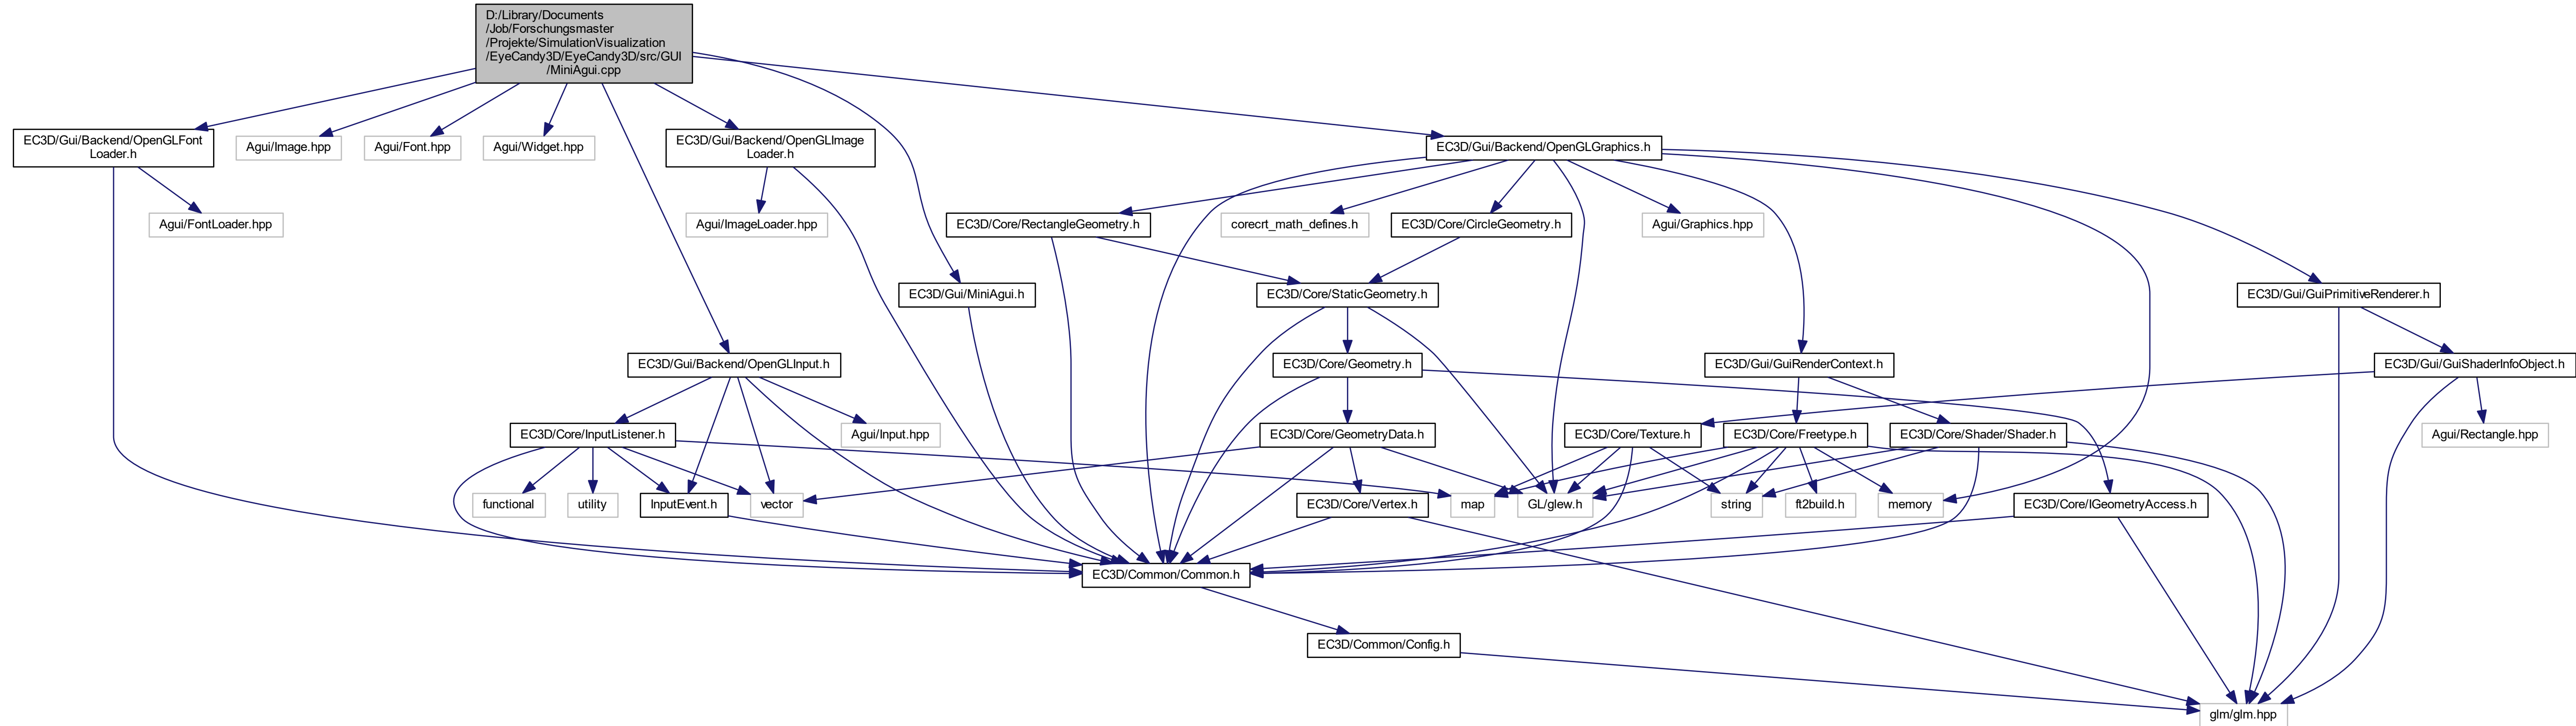 D:/Library/Documents
/Job/Forschungsmaster
/Projekte/SimulationVisualization
/EyeCandy3D/EyeCandy3D/src/GUI
/MiniAgui.cpp
EC3D/Gui/Backend/OpenGLFont
Loader.h
Agui/Image.hpp
Agui/Font.hpp
Agui/Widget.hpp
EC3D/Gui/Backend/OpenGLImage
Loader.h
EC3D/Gui/Backend/OpenGLGraphics.h
Agui/FontLoader.hpp
Agui/ImageLoader.hpp
EC3D/Core/RectangleGeometry.h
corecrt_math_defines.h
EC3D/Core/CircleGeometry.h
Agui/Graphics.hpp
EC3D/Gui/MiniAgui.h
EC3D/Core/StaticGeometry.h
EC3D/Gui/GuiPrimitiveRenderer.h
EC3D/Gui/Backend/OpenGLInput.h
EC3D/Core/Geometry.h
EC3D/Gui/GuiRenderContext.h
EC3D/Gui/GuiShaderInfoObject.h
EC3D/Core/InputListener.h
Agui/Input.hpp
EC3D/Core/GeometryData.h
EC3D/Core/Texture.h
EC3D/Core/Freetype.h
EC3D/Core/Shader/Shader.h
Agui/Rectangle.hpp
functional
utility
InputEvent.h
vector
EC3D/Core/Vertex.h
map
GL/glew.h
string
ft2build.h
memory
EC3D/Core/IGeometryAccess.h
EC3D/Common/Common.h
EC3D/Common/Config.h
glm/glm.hpp